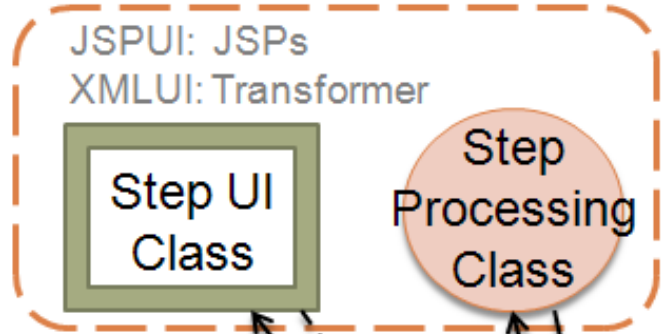 JSPUI: JSPs
XMLUI: Transformer
Step UI
Class
Step
Processing
Class